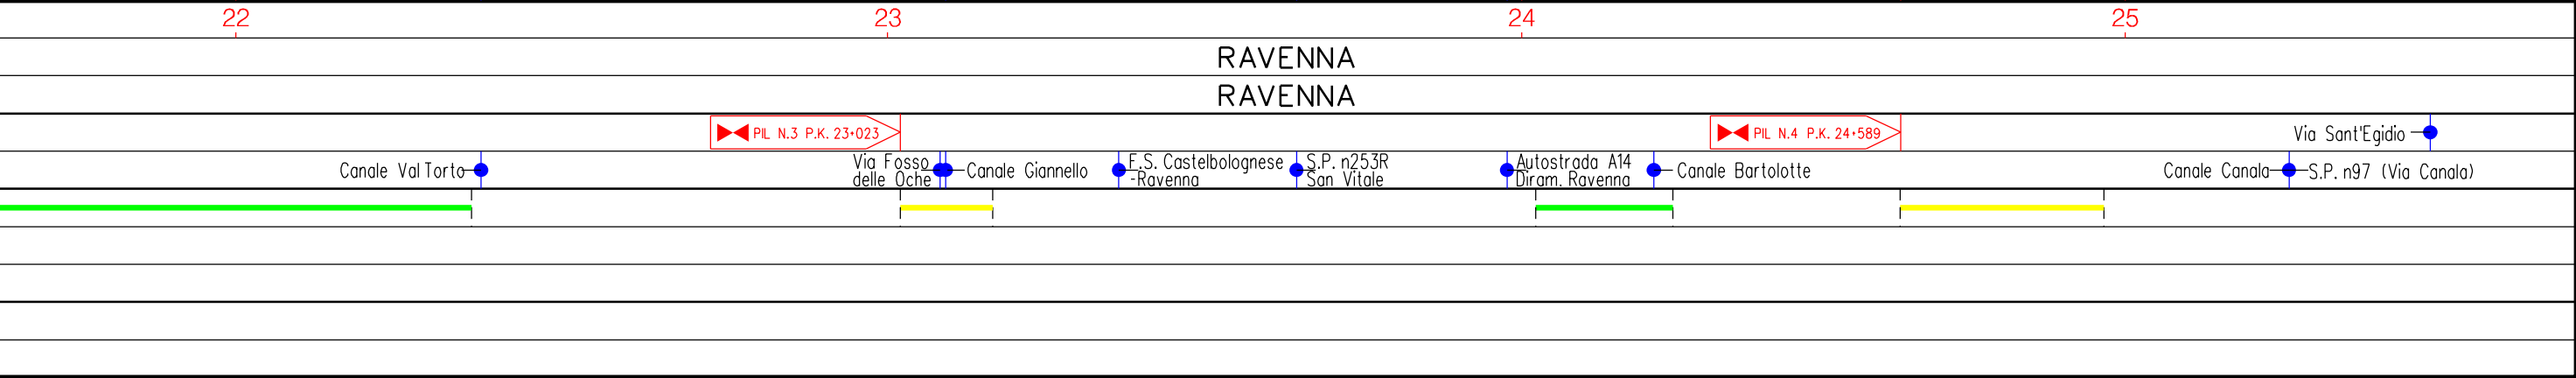 22 23 24 25
RAVENNA
RAVENNA
PIL N.3 P.K. 23+023
PIL N.4 P.K. 24+589
Via Sant'Egidio
Canale Val Torto
Via Fosso
delle Oche
Canale Giannello
F.S. Castelbolognese
-Ravenna
S.P. n253R
San Vitale
Autostrada A14
Diram. Ravenna
Canale Bartolotte
Canale Canala
S.P. n97 (Via Canala)